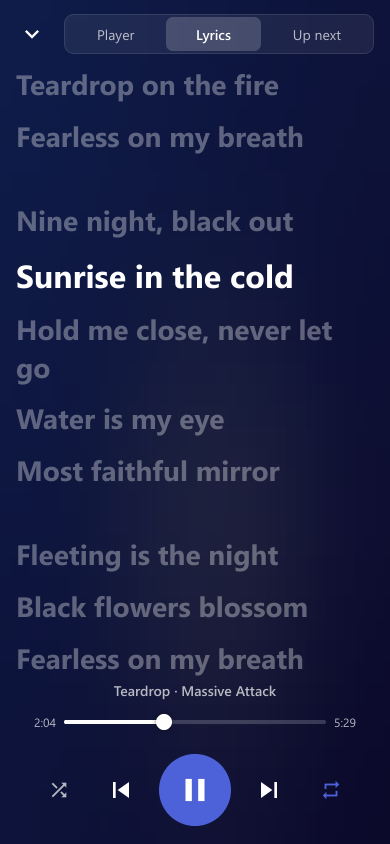 Player
Lyrics
Up next
Teardrop on the fire
Fearless on my breath
Nine night, black out
Sunrise in the cold
Hold me close, never let
go
Water is my eye
Most faithful mirror
Fleeting is the night
Black flowers blossom
Fearless on my breath
Teardrop · Massive Attack
2:04
5:29